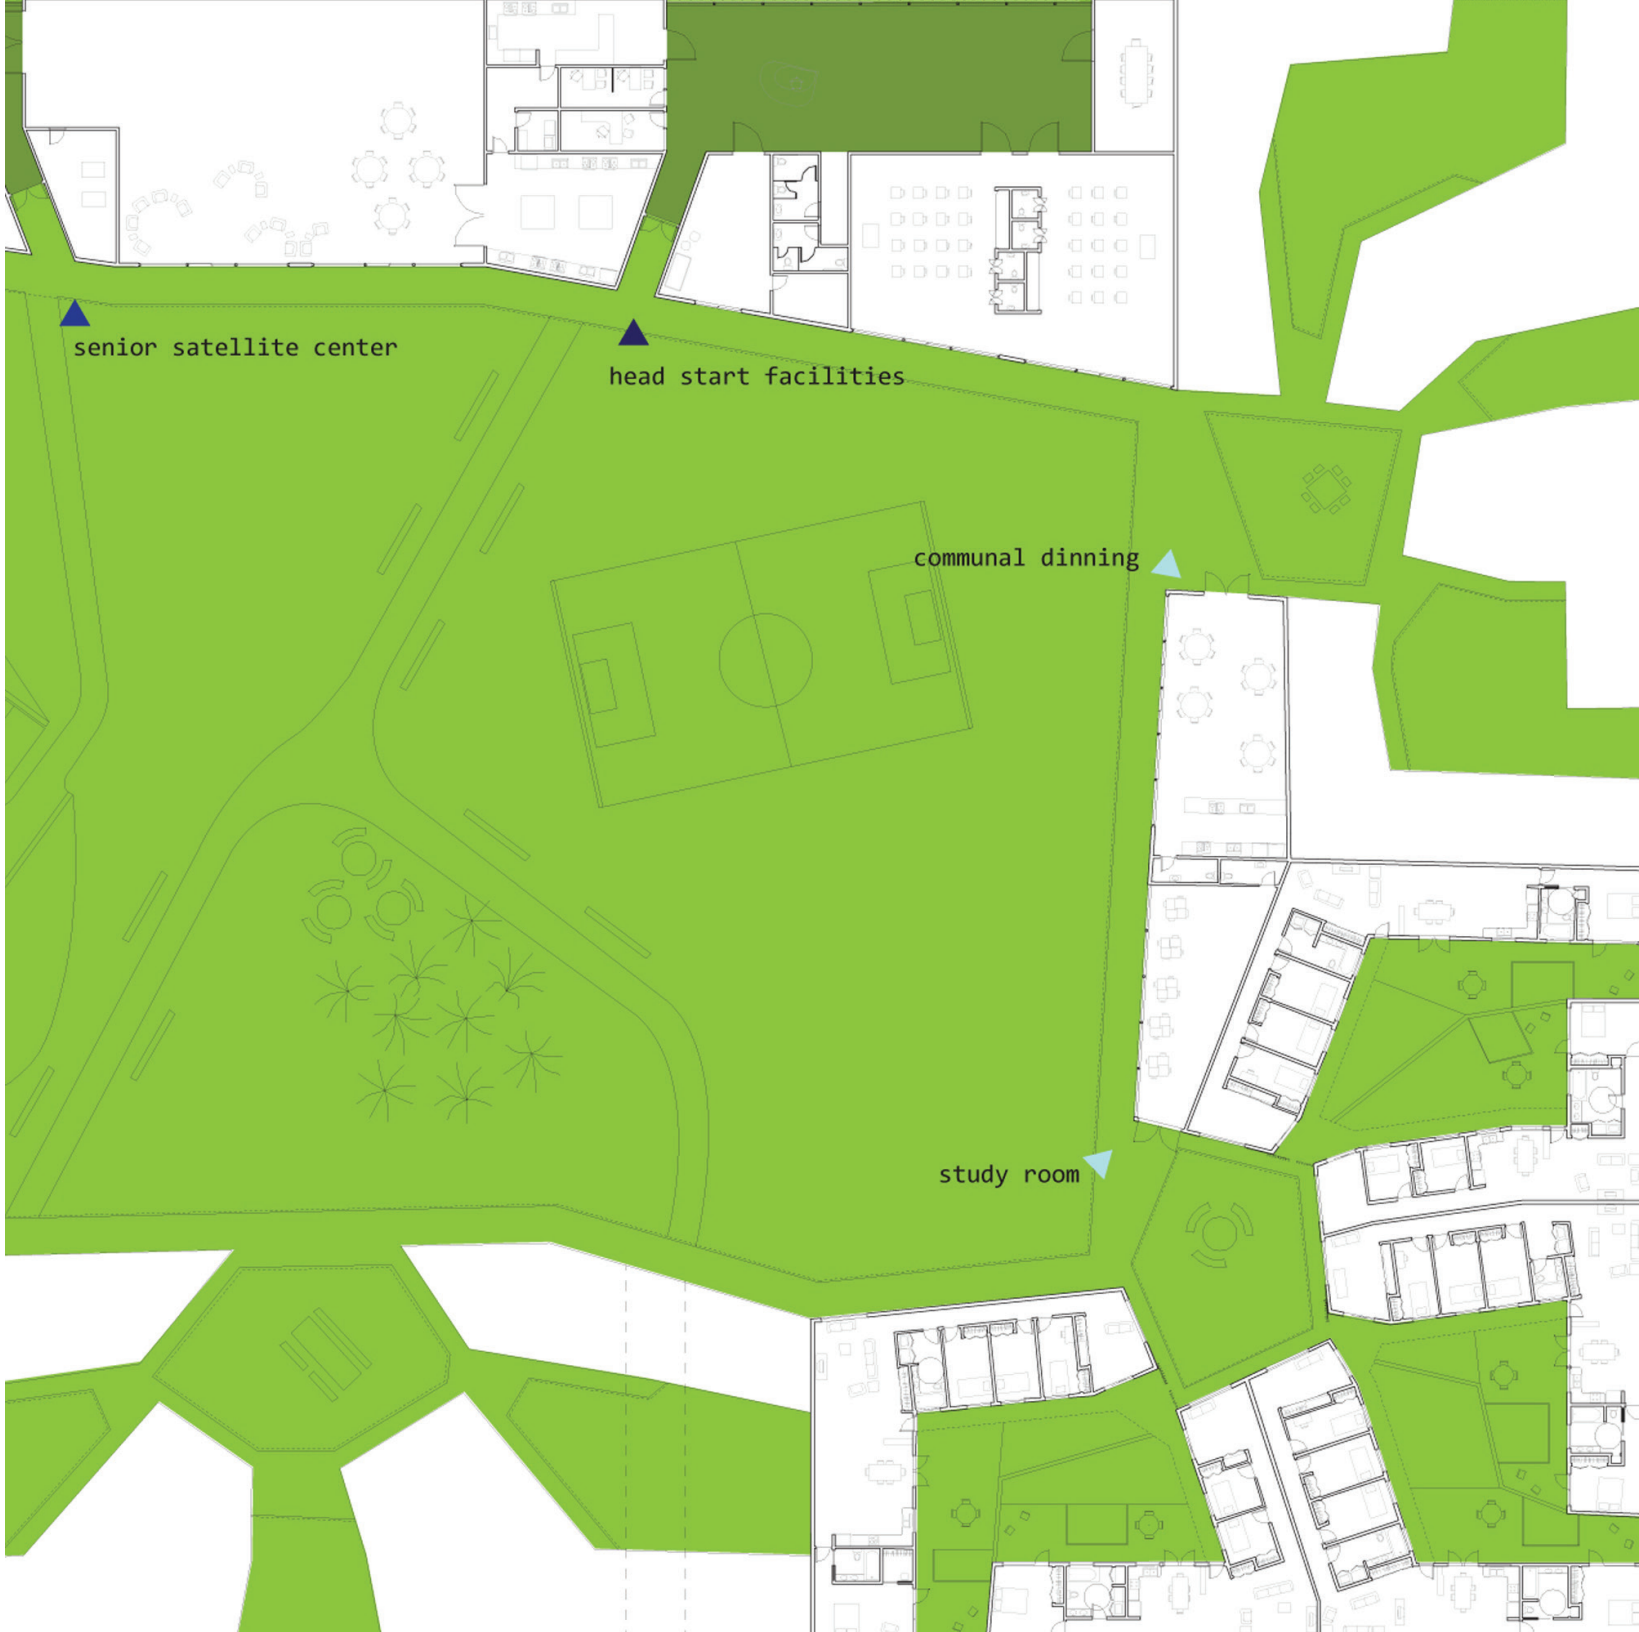 senior satellite center
head start facilities
communal dinning
study room